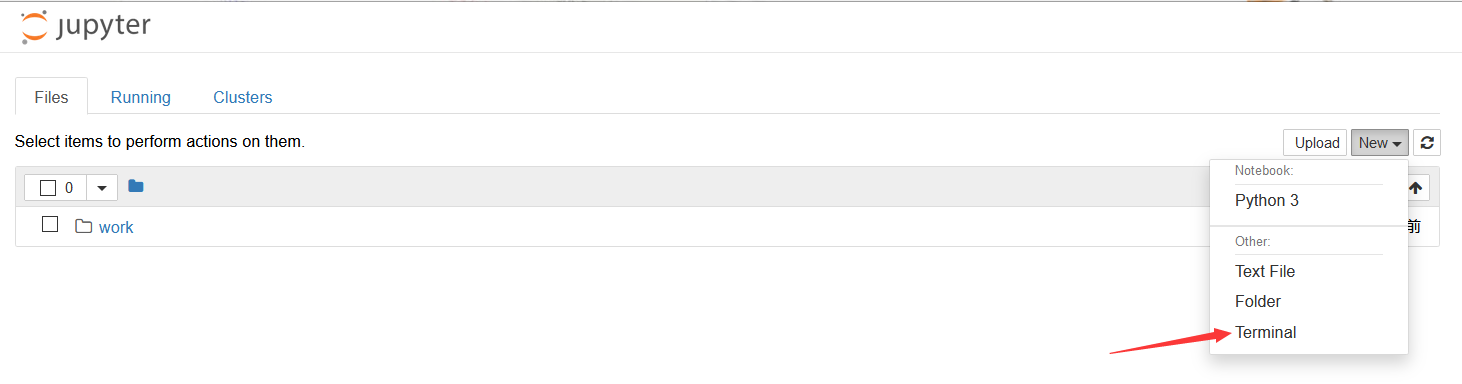 jupyter
Files Running Clusters
Select items to perform actions on them.
Upload New
Notebook:
0
Python 3
work
前
Other:
Text File
Folder
Terminal